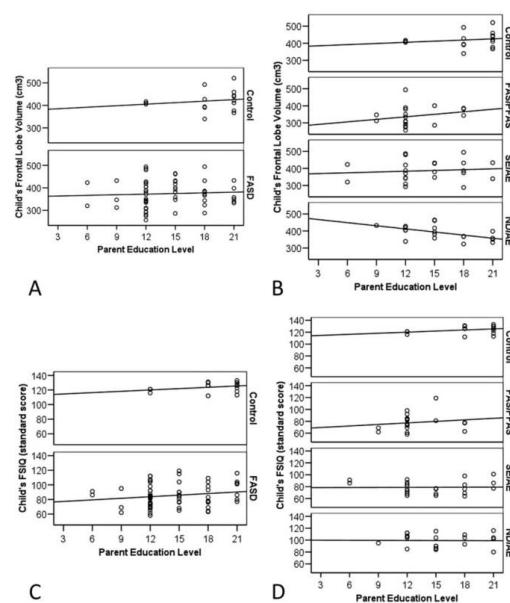 Child's Frontal Lobe Volume (cm3)
500
400
300
Control
500
400
300
FASD
3 6 9 12 15 18 21
Parent Education Level
A
Child's Frontal Lobe Volume (cm3)
500
400
300
Control
500
400
300
FAS/PFAS
500
400
300
SE/AE
500
400
300
ND/AE
3 6 9 12 15 18 21
Parent Education Level
B
Child's FSIQ (standard score)
140
120
100
80
60
Control
140
120
100
80
60
FASD
3 6 9 12 15 18 21
Parent Education Level
C
Child's FSIQ (standard score)
140
120
100
80
60
Control
140
120
100
80
60
FAS/PFAS
140
120
100
80
60
SE/AE
140
120
100
80
60
ND/AE
3 6 9 12 15 18 21
Parent Education Level
D